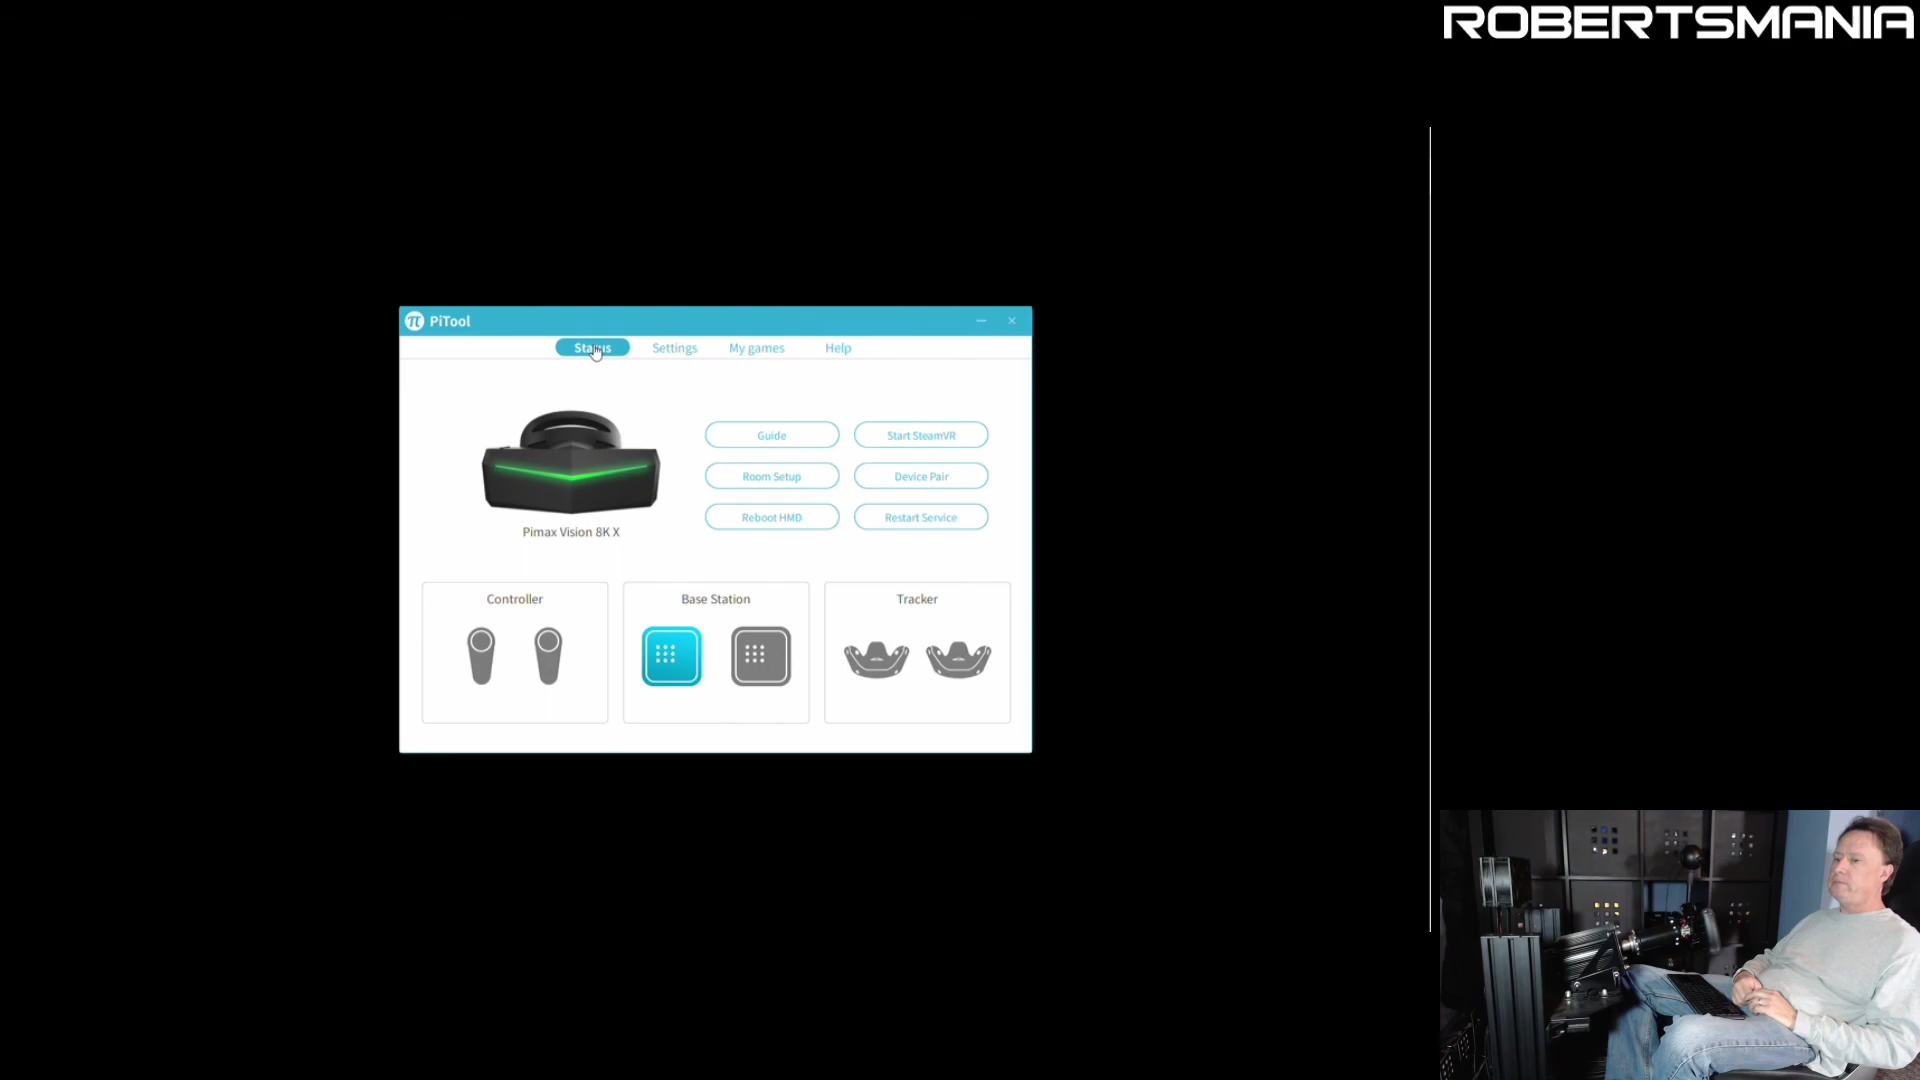 ROBERTSMANIA
PiTool
Status
Settings
My games
Help
Guide
Start SteamVR
Room Setup
Device Pair
Reboot HMD
Restart Service
Pimax Vision 8K X
Controller
Base Station
Tracker